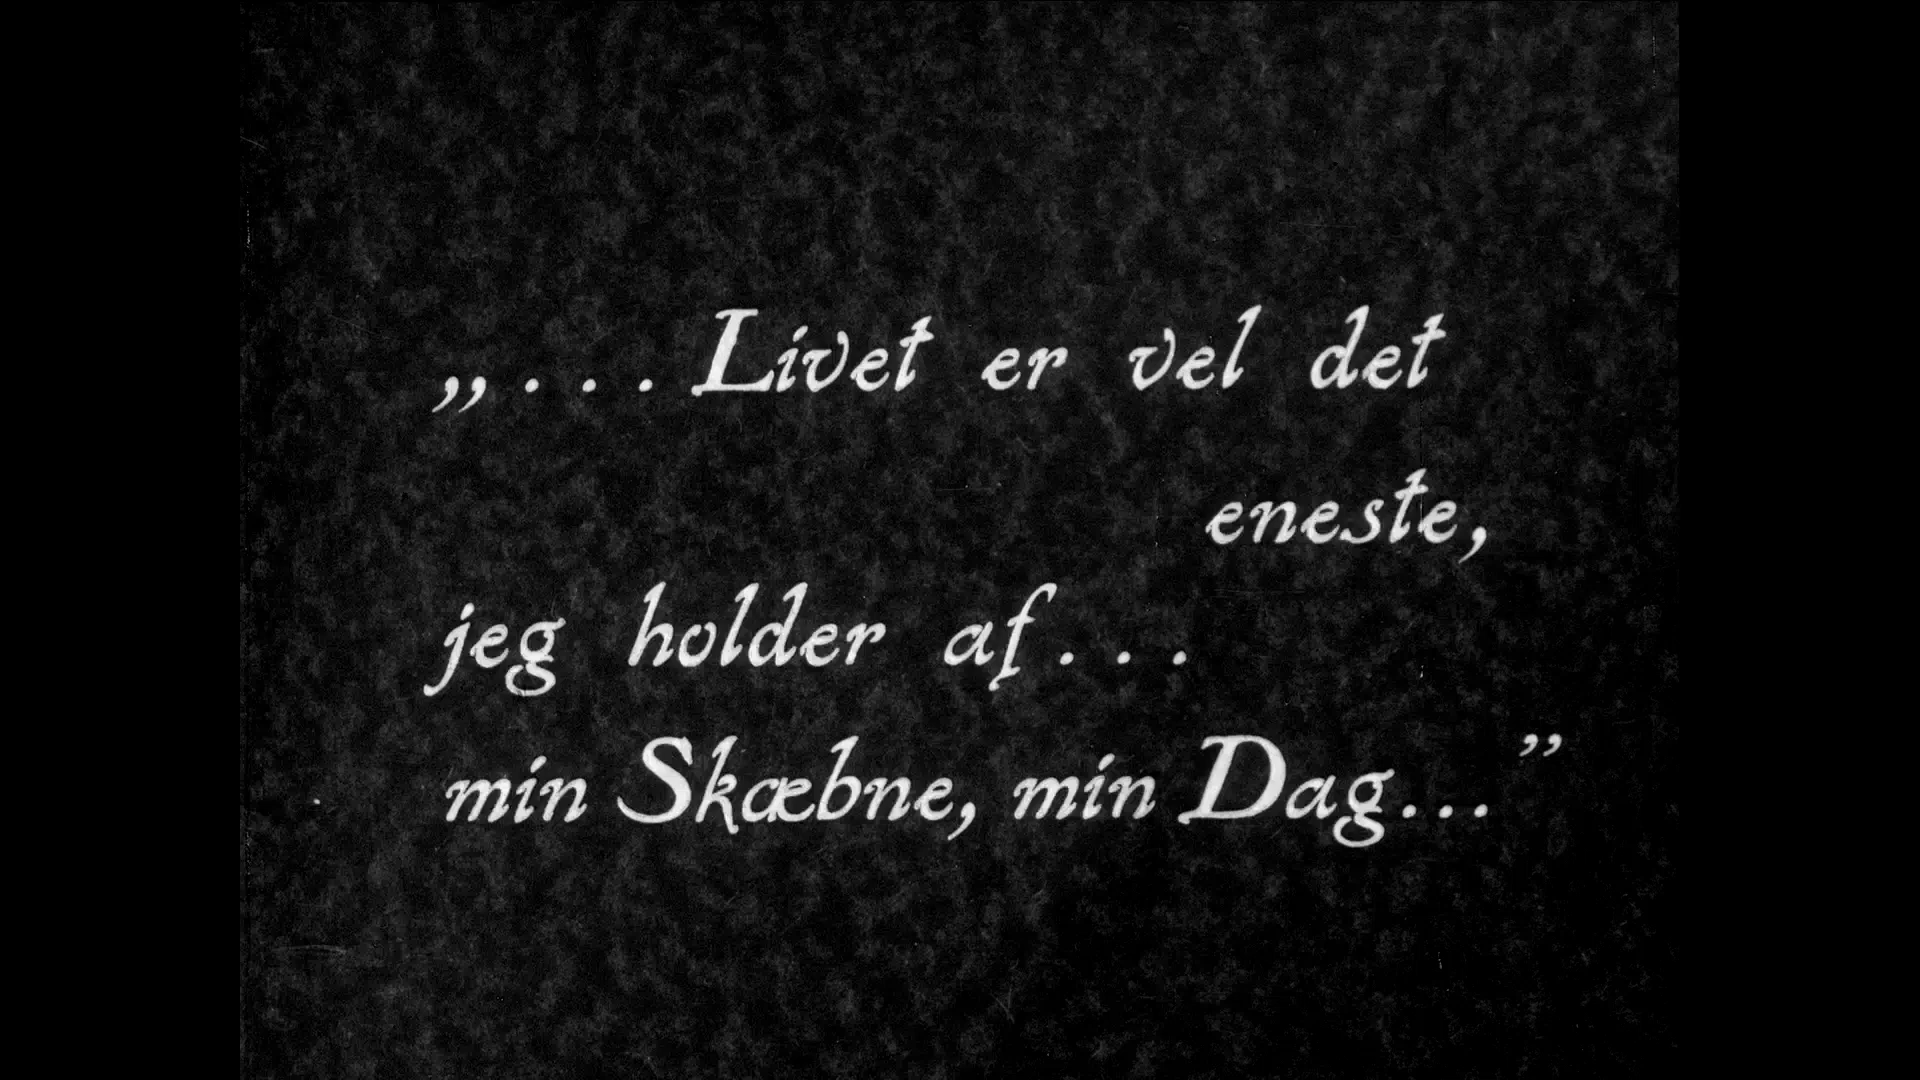 „... Livet er vel det
eneste,
jeg holder af...
min Skæbne, min Dag...”